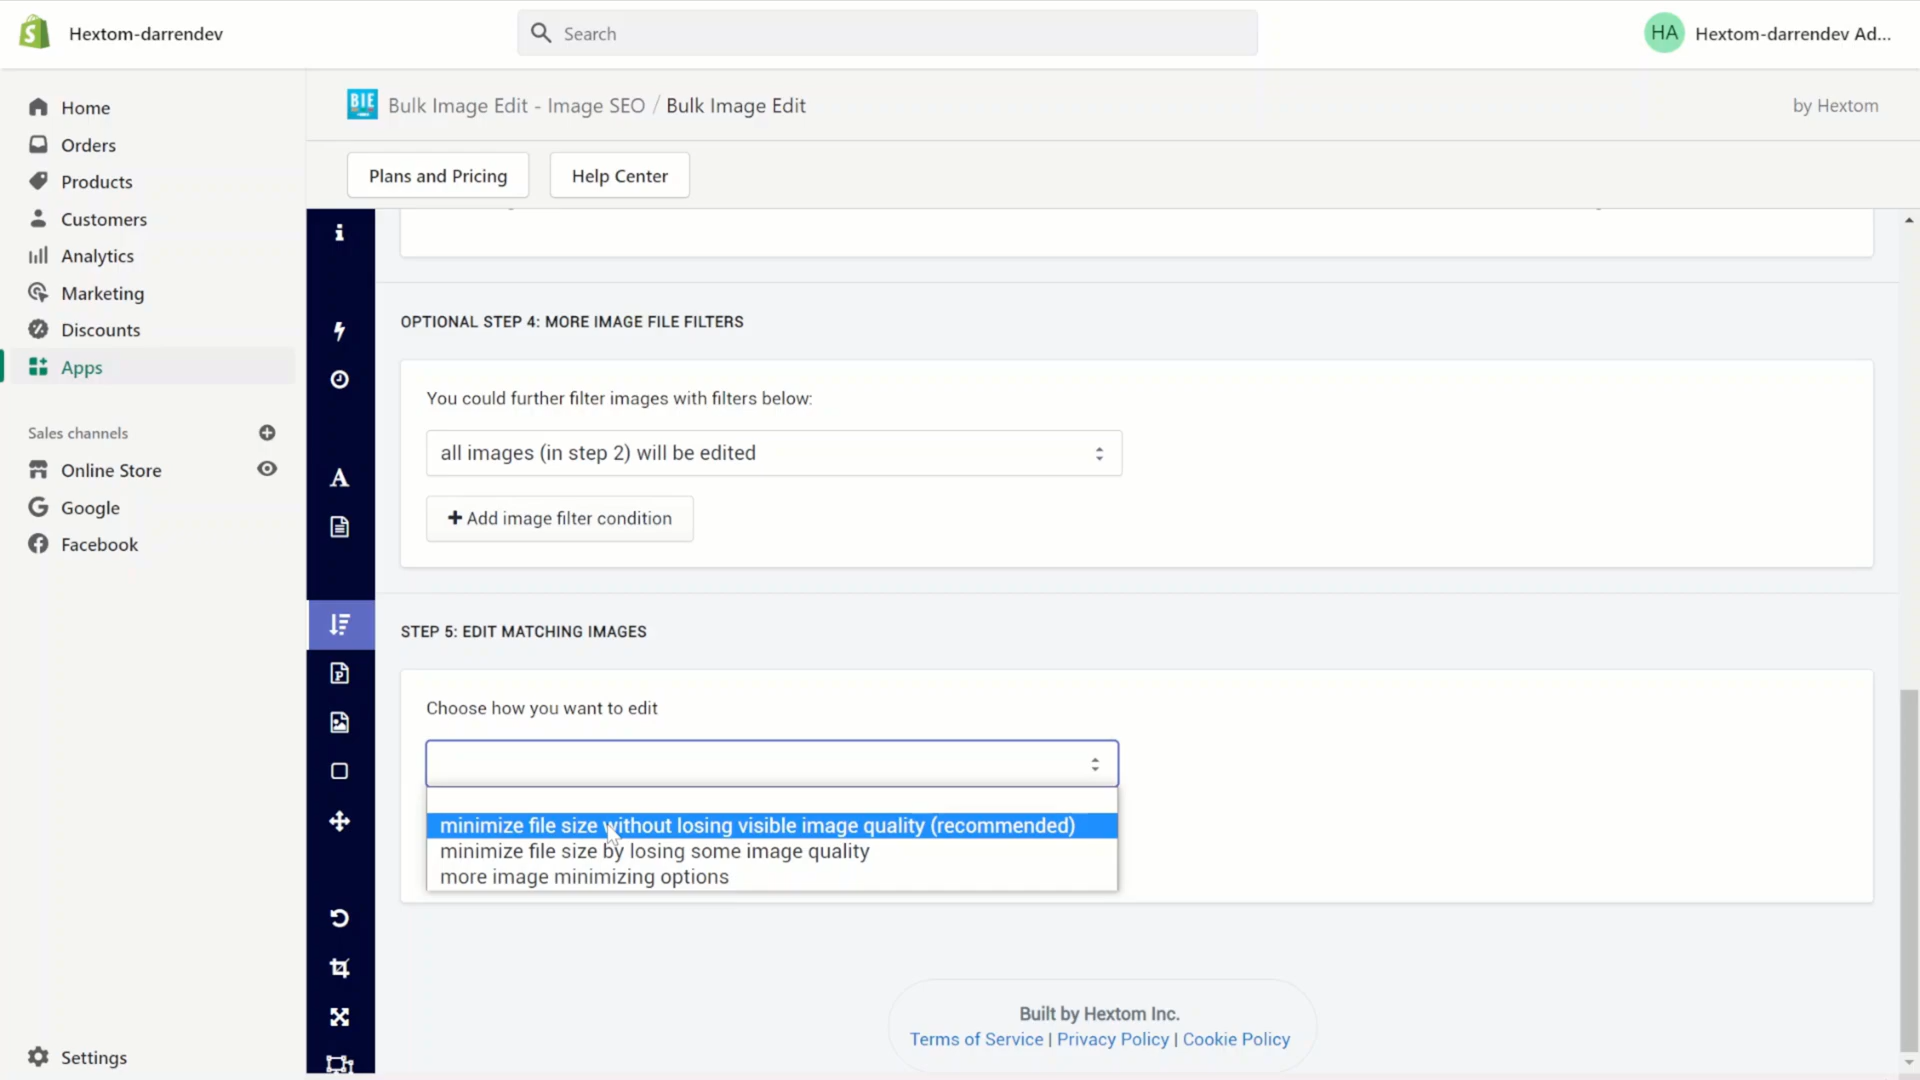 Hextom-darrendev
Search
HA
Hextom-darrendev Ad...
Home
Orders
Products
Customers
Analytics
Marketing
Discounts
Apps
Sales channels
Online Store
Google
Facebook
Settings
BIE
Bulk Image Edit - Image SEO / Bulk Image Edit
by Hextom
Plans and Pricing
Help Center
OPTIONAL STEP 4: MORE IMAGE FILE FILTERS
You could further filter images with filters below:
all images (in step 2) will be edited
+ Add image filter condition
STEP 5: EDIT MATCHING IMAGES
Choose how you want to edit
minimize file size without losing visible image quality (recommended)
minimize file size by losing some image quality
more image minimizing options
Built by Hextom Inc.
Terms of Service | Privacy Policy | Cookie Policy